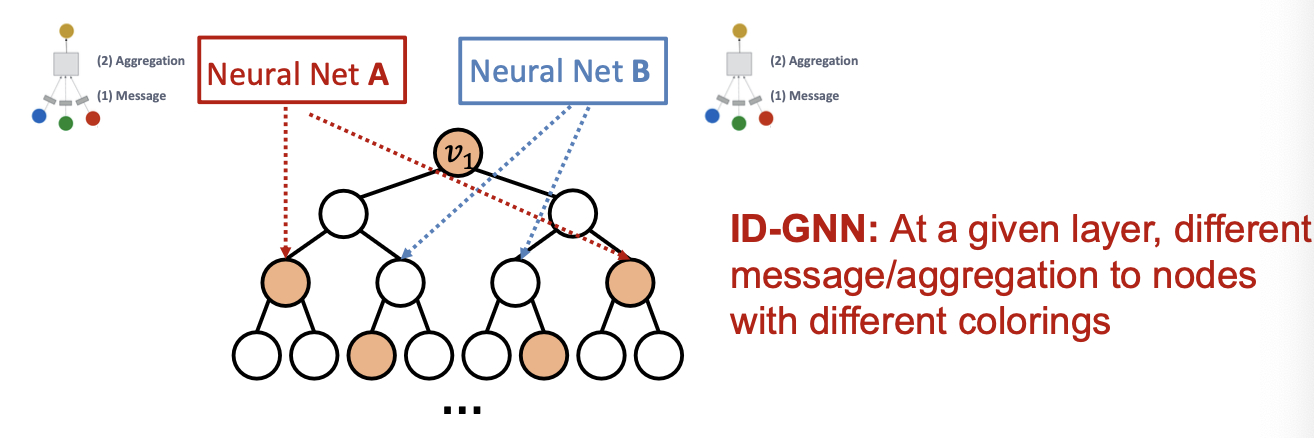 (2) Aggregation
(1) Message
Neural Net A
Neural Net B
(2) Aggregation
(1) Message
v₁
ID-GNN: At a given layer, different
message/aggregation to nodes
with different colorings
...